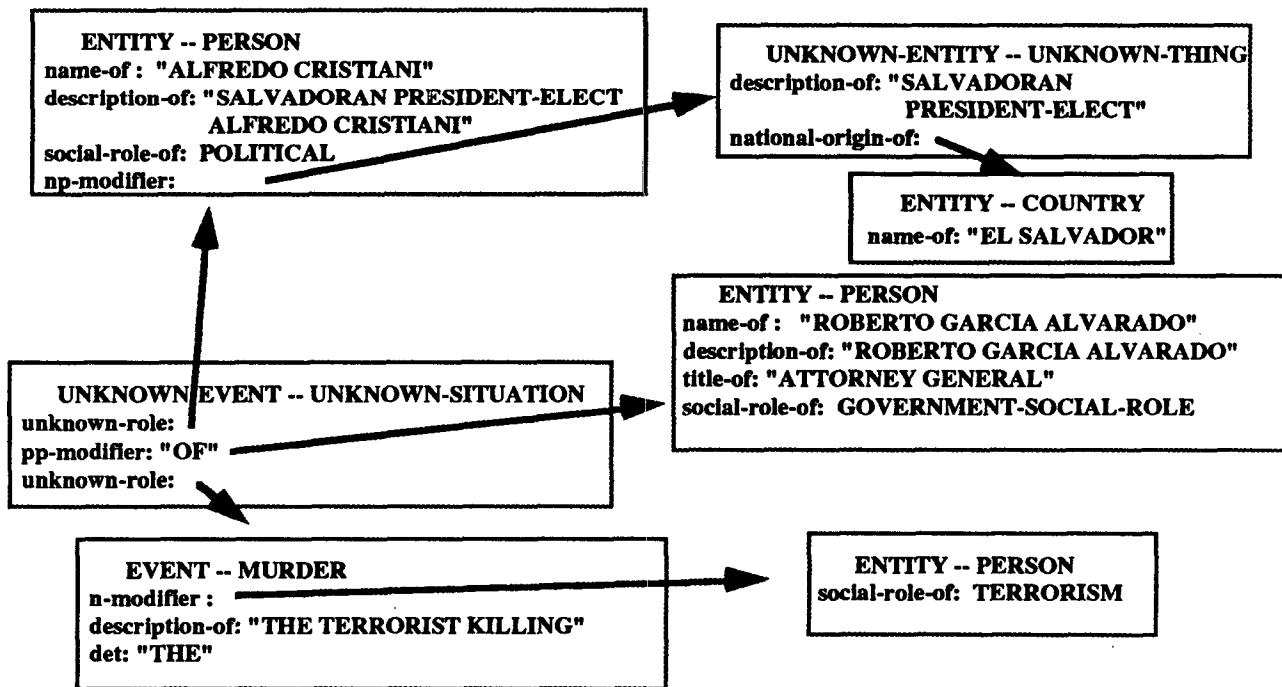 ENTITY -- PERSON
name-of : "ALFREDO CRISTIANI"
description-of: "SALVADORAN PRESIDENT-ELECT
ALFREDO CRISTIANI"
social-role-of: POLITICAL
np-modifier:
UNKNOWN-ENTITY -- UNKNOWN-THING
description-of: "SALVADORAN
PRESIDENT-ELECT"
national-origin-of:
ENTITY -- COUNTRY
name-of: "EL SALVADOR"
ENTITY -- PERSON
name-of : "ROBERTO GARCIA ALVARADO"
description-of: "ROBERTO GARCIA ALVARADO"
title-of: "ATTORNEY GENERAL"
social-role-of: GOVERNMENT-SOCIAL-ROLE
UNKNOWN EVENT -- UNKNOWN-SITUATION
unknown-role:
pp-modifier: "OF"
unknown-role:
EVENT -- MURDER
n-modifier :
description-of: "THE TERRORIST KILLING"
det: "THE"
ENTITY -- PERSON
social-role-of: TERRORISM